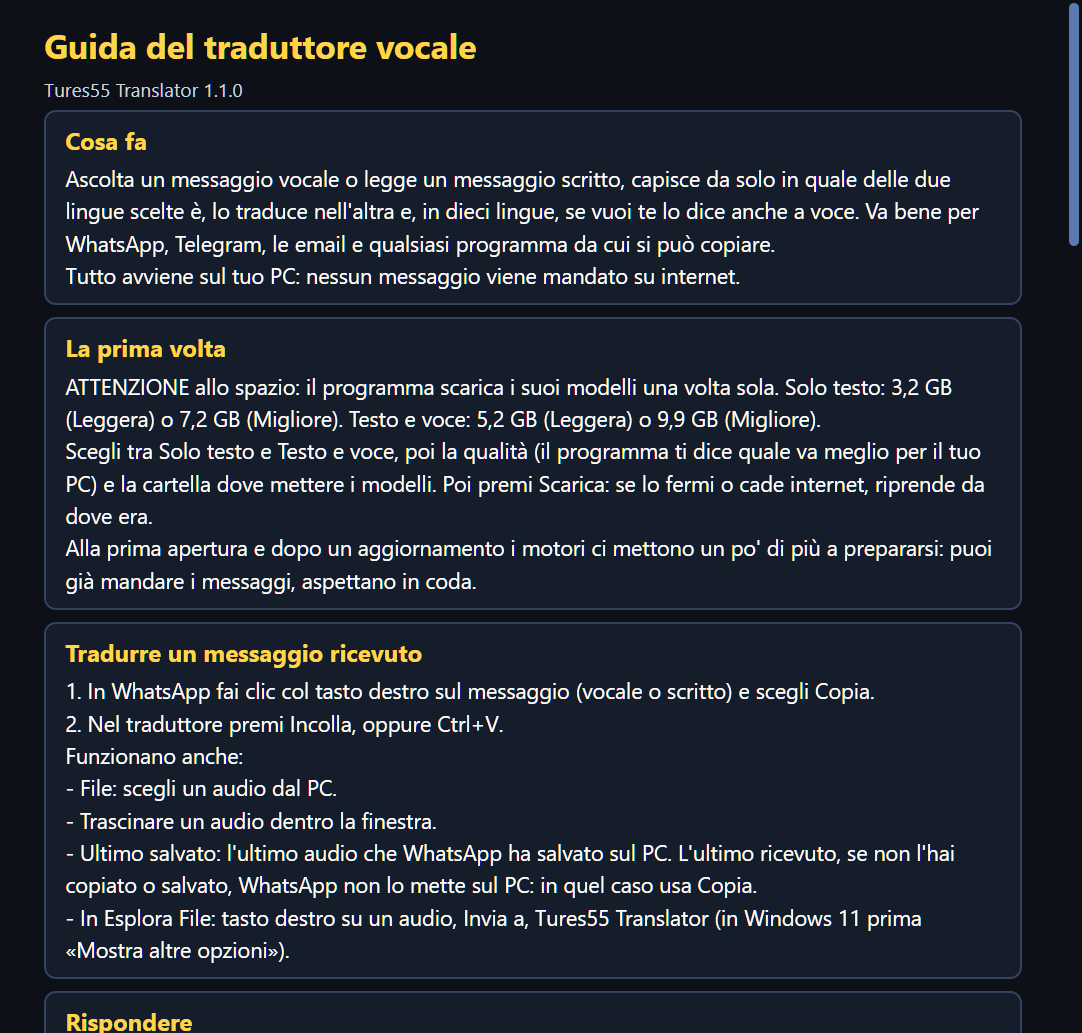 Guida del traduttore vocale
Tures55 Translator 1.1.0
Cosa fa
Ascolta un messaggio vocale o legge un messaggio scritto, capisce da solo in quale delle due
lingue scelte è, lo traduce nell'altra e, in dieci lingue, se vuoi te lo dice anche a voce. Va bene per
WhatsApp, Telegram, le email e qualsiasi programma da cui si può copiare.
Tutto avviene sul tuo PC: nessun messaggio viene mandato su internet.
La prima volta
ATTENZIONE allo spazio: il programma scarica i suoi modelli una volta sola. Solo testo: 3,2 GB
(Leggera) o 7,2 GB (Migliore). Testo e voce: 5,2 GB (Leggera) o 9,9 GB (Migliore).
Scegli tra Solo testo e Testo e voce, poi la qualità (il programma ti dice quale va meglio per il tuo
PC) e la cartella dove mettere i modelli. Poi premi Scarica: se lo fermi o cade internet, riprende da
dove era.
Alla prima apertura e dopo un aggiornamento i motori ci mettono un po' di più a prepararsi: puoi
già mandare i messaggi, aspettano in coda.
Tradurre un messaggio ricevuto
1. In WhatsApp fai clic col tasto destro sul messaggio (vocale o scritto) e scegli Copia.
2. Nel traduttore premi Incolla, oppure Ctrl+V.
Funzionano anche:
- File: scegli un audio dal PC.
- Trascinare un audio dentro la finestra.
- Ultimo salvato: l'ultimo audio che WhatsApp ha salvato sul PC. L'ultimo ricevuto, se non l'hai
copiato o salvato, WhatsApp non lo mette sul PC: in quel caso usa Copia.
- In Esplora File: tasto destro su un audio, Invia a, Tures55 Translator (in Windows 11 prima
«Mostra altre opzioni»).
Rispondere